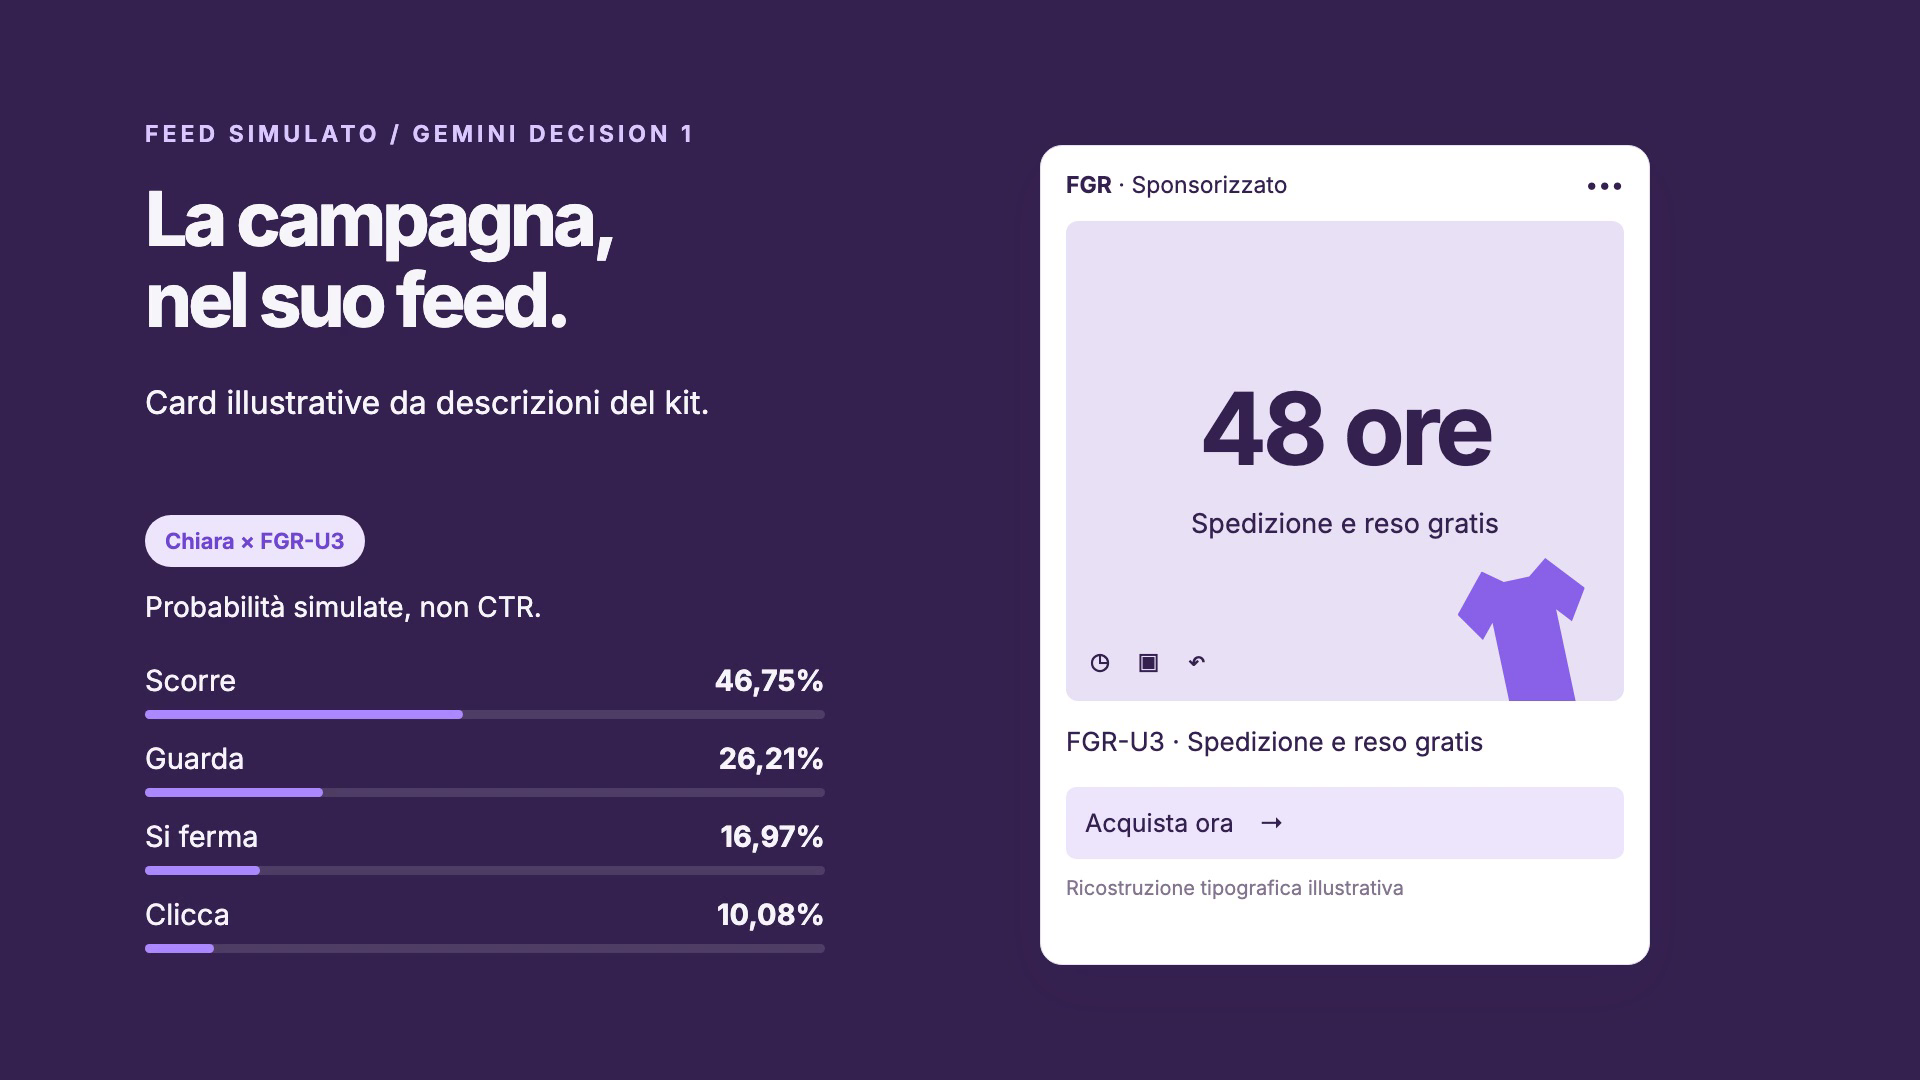 FEED SIMULATO / GEMINI DECISION 1
La campagna,
nel suo feed.
Card illustrative da descrizioni del kit.
Chiara × FGR-U3
Probabilità simulate, non CTR.
Scorre 46,75%
Guarda 26,21%
Si ferma 16,97%
Clicca 10,08%
FGR · Sponsorizzato
48 ore
Spedizione e reso gratis
FGR-U3 · Spedizione e reso gratis
Acquista ora →
Ricostruzione tipografica illustrativa